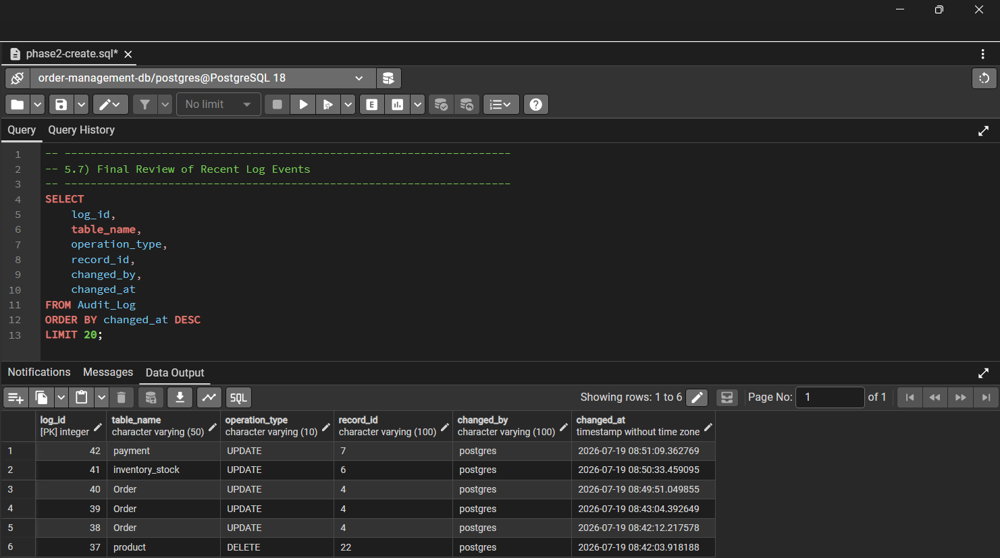 phase2-create.sql*
order-management-db/postgres@PostgreSQL 18
No limit
E
Query Query History
1 -- ---------------------------------------------------------------------
2 -- 5.7) Final Review of Recent Log Events
3 -- ---------------------------------------------------------------------
4 SELECT
5 log_id,
6 table_name,
7 operation_type,
8 record_id,
9 changed_by,
10 changed_at
11 FROM Audit_Log
12 ORDER BY changed_at DESC
13 LIMIT 20;
Notifications Messages Data Output
SQL Showing rows: 1 to 6 Page No: 1 of 1
log_id table_name operation_type record_id changed_by changed_at
[PK] integer character varying (50) character varying (10) character varying (100) character varying (100) timestamp without time zone
1 42 payment UPDATE 7 postgres 2026-07-19 08:51:09.362769
2 41 inventory_stock UPDATE 6 postgres 2026-07-19 08:50:33.459095
3 40 Order UPDATE 4 postgres 2026-07-19 08:49:51.049855
4 39 Order UPDATE 4 postgres 2026-07-19 08:43:04.392649
5 38 Order UPDATE 4 postgres 2026-07-19 08:42:12.217578
6 37 product DELETE 22 postgres 2026-07-19 08:42:03.918188